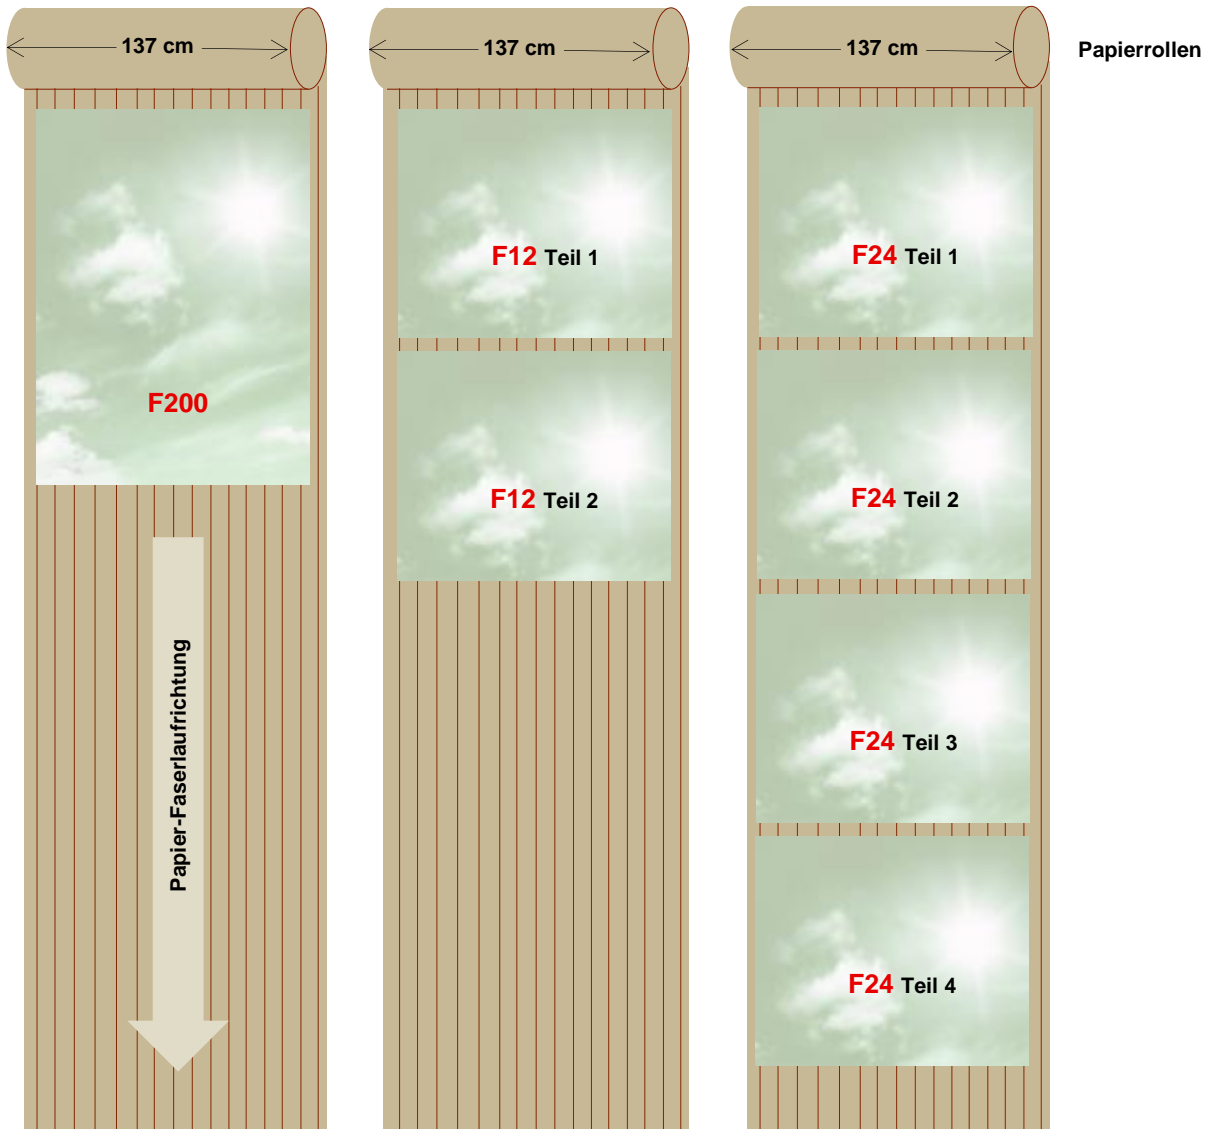 137 cm
137 cm
137 cm
Papierrollen
F200
Papier-Faserlaufrichtung
F12 Teil 1
F12 Teil 2
F24 Teil 1
F24 Teil 2
F24 Teil 3
F24 Teil 4